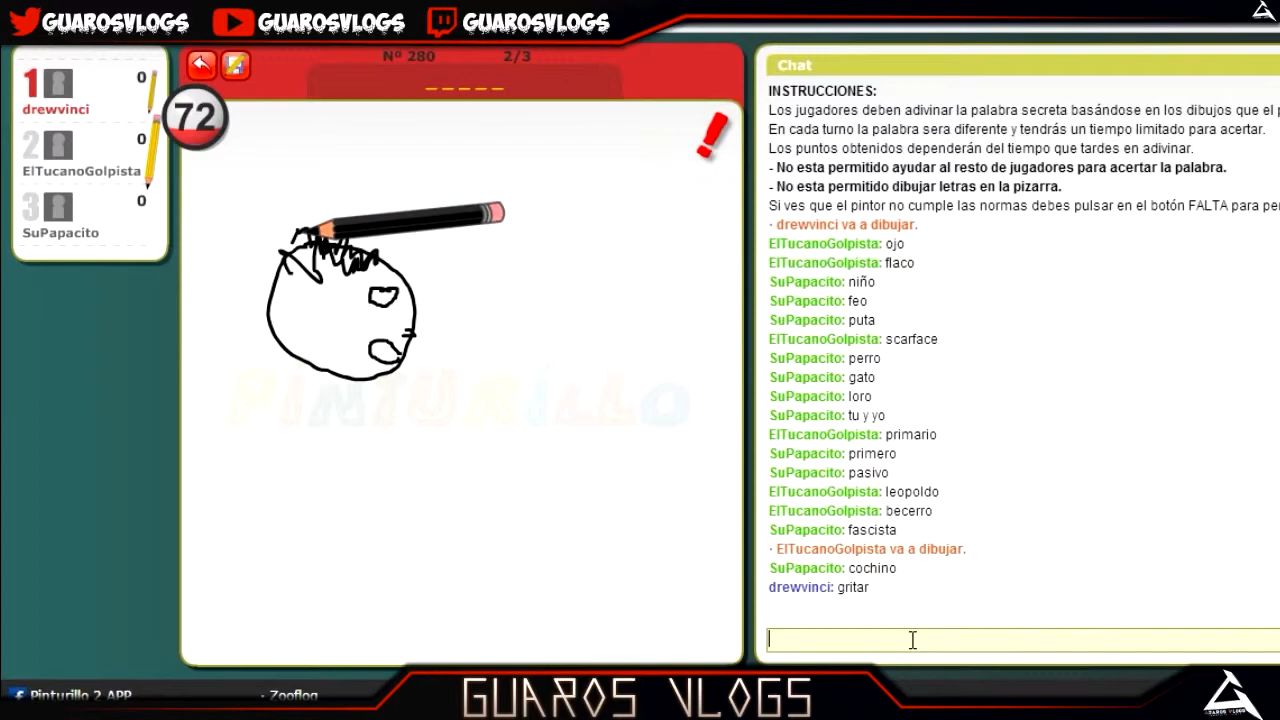 GUAROSVLOGS GUAROSVLOGS GUAROSVLOGS
1 0
drewvinci
2 0
ElTucanoGolpista
3 0
SuPapacito
72
Nº 280 2/3
_ _ _ _ _
PINTURILLO
Chat
INSTRUCCIONES:
Los jugadores deben adivinar la palabra secreta basándose en los dibujos que el
En cada turno la palabra sera diferente y tendrás un tiempo limitado para acertar.
Los puntos obtenidos dependerán del tiempo que tardes en adivinar.
- No esta permitido ayudar al resto de jugadores para acertar la palabra.
- No esta permitido dibujar letras en la pizarra.
Si ves que el pintor no cumple las normas debes pulsar en el botón FALTA para
· drewvinci va a dibujar.
ElTucanoGolpista: ojo
ElTucanoGolpista: flaco
SuPapacito: niño
SuPapacito: feo
SuPapacito: puta
ElTucanoGolpista: scarface
SuPapacito: perro
SuPapacito: gato
SuPapacito: loro
SuPapacito: tu y yo
ElTucanoGolpista: primario
SuPapacito: primero
SuPapacito: pasivo
ElTucanoGolpista: leopoldo
ElTucanoGolpista: becerro
SuPapacito: fascista
· ElTucanoGolpista va a dibujar.
SuPapacito: cochino
drewvinci: gritar
Pinturillo 2 APP - Zooflog
GUAROS VLOGS
GUAROS VLOGS